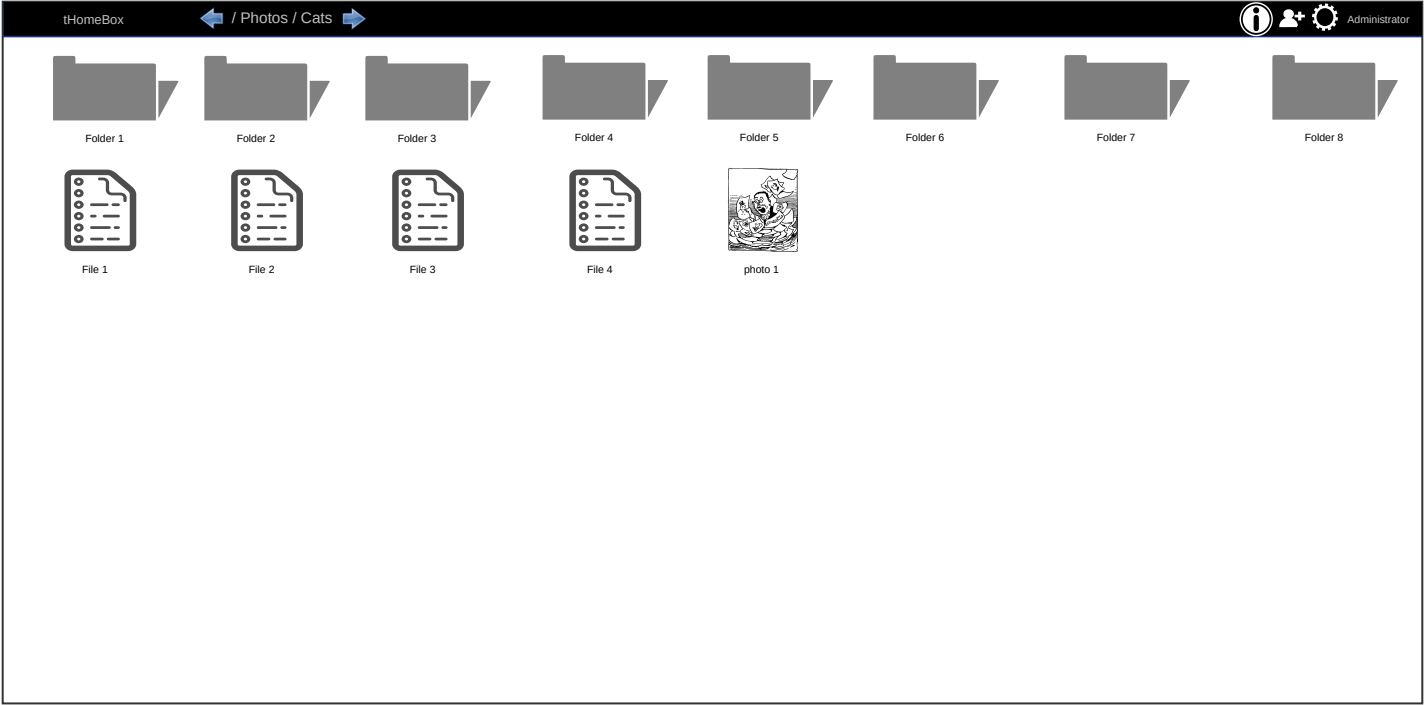 tHomeBox
/ Photos / Cats
Administrator
Folder 1
Folder 2
Folder 3
Folder 4
Folder 5
Folder 6
Folder 7
Folder 8
File 1
File 2
File 3
File 4
photo 1